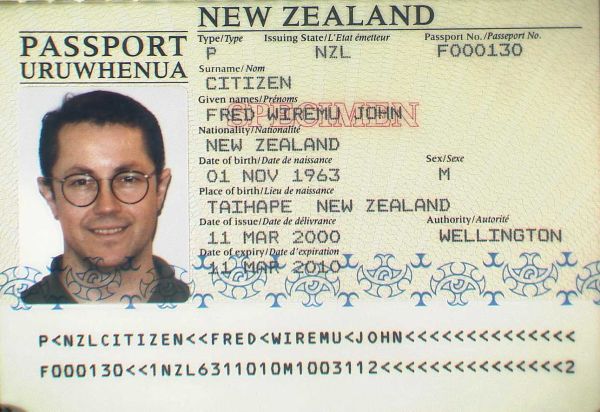 NEW ZEALAND
PASSPORT
URUWHENUA
Type/Type Issuing State/L'Etat émetteur Passport No./Passeport No.
P NZL F000130
Surname/Nom
CITIZEN
Given names/Prénoms
FRED WIREMU JOHN
SPECIMEN
Nationality/Nationalité
NEW ZEALAND
Date of birth/Date de naissance Sex/Sexe
01 NOV 1963 M
Place of birth/Lieu de naissance
TAIHAPE NEW ZEALAND
Date of issue/Date de délivrance Authority/Autorité
11 MAR 2000 WELLINGTON
Date of expiry/Date d'expiration
11 MAR 2010
P<NZLCITIZEN<<FRED<WIREMU<JOHN<<<<<<<<<<<<<<
F000130<<1NZL6311010M1003112<<<<<<<<<<<<<<<2